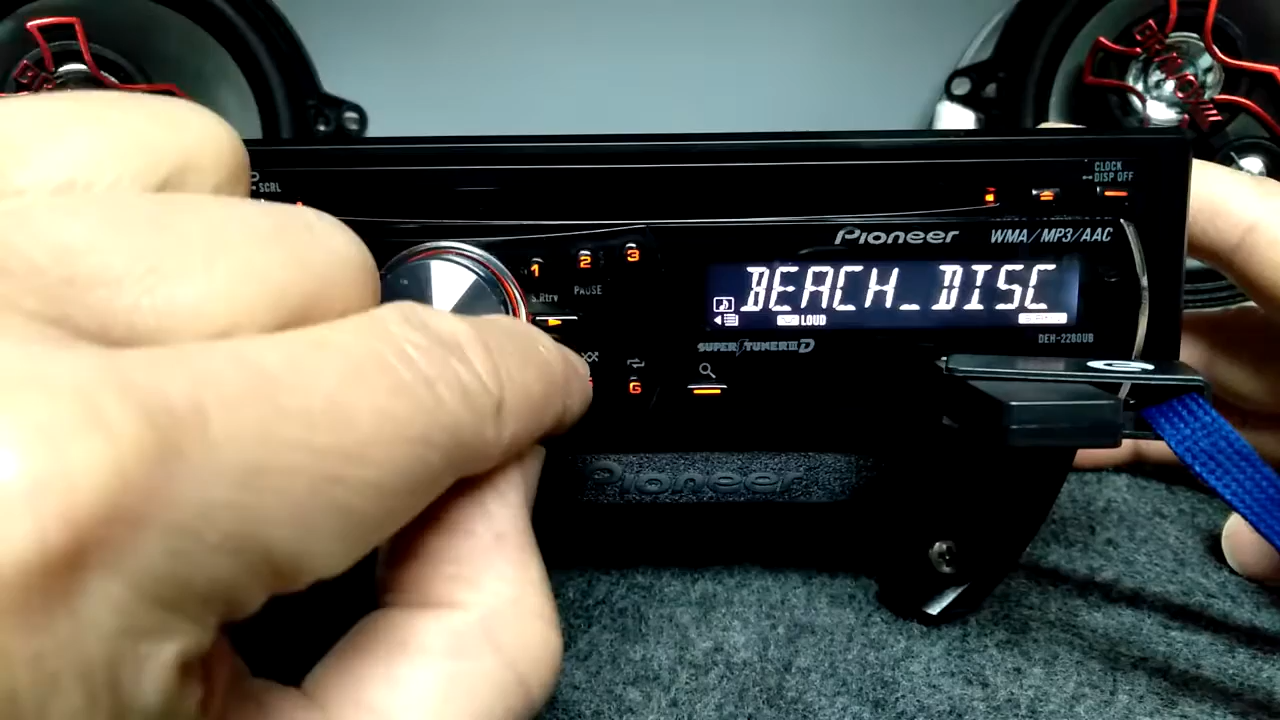 SCRL
CLOCK
DISP OFF
Pioneer
WMA/MP3/AAC
1
2
3
S.Rtrv
PAUSE
BEACH_DISC
LOUD
DEH-2280UB
SUPER TUNER III D
6
Pioneer